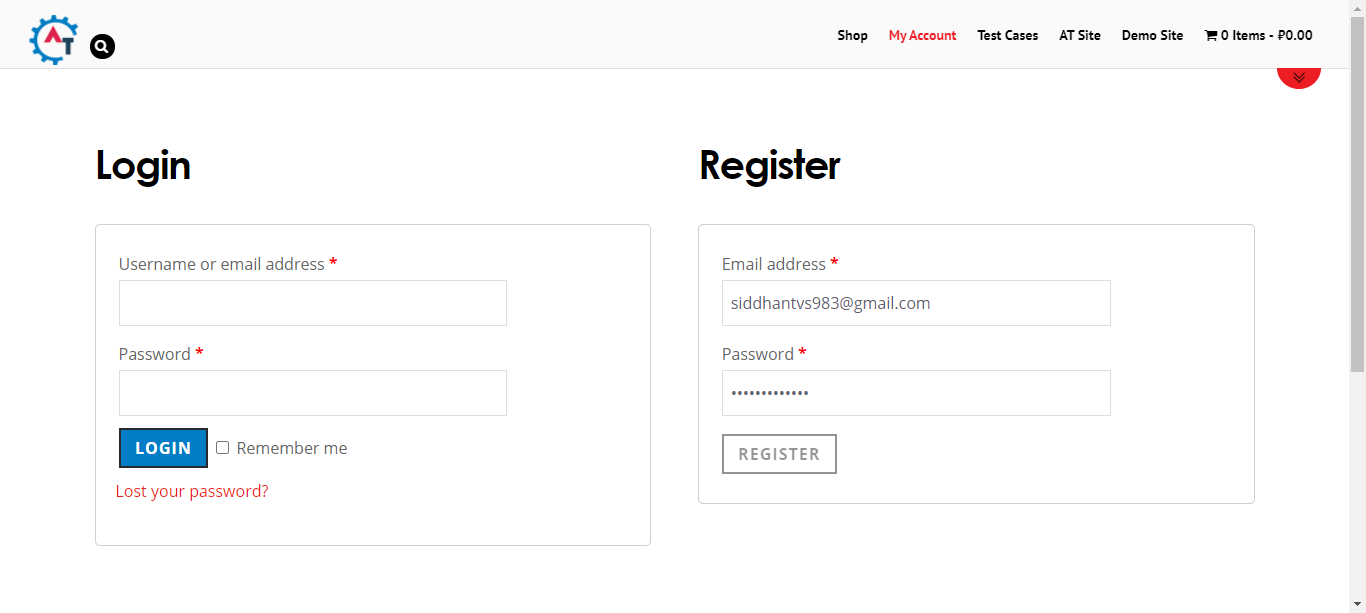 AT
Shop My Account Test Cases AT Site Demo Site 0 Items - ₽0.00
Login
Username or email address *
Password *
LOGIN Remember me
Lost your password?
Register
Email address *
siddhantvs983@gmail.com
Password *
•••••••••••••
REGISTER